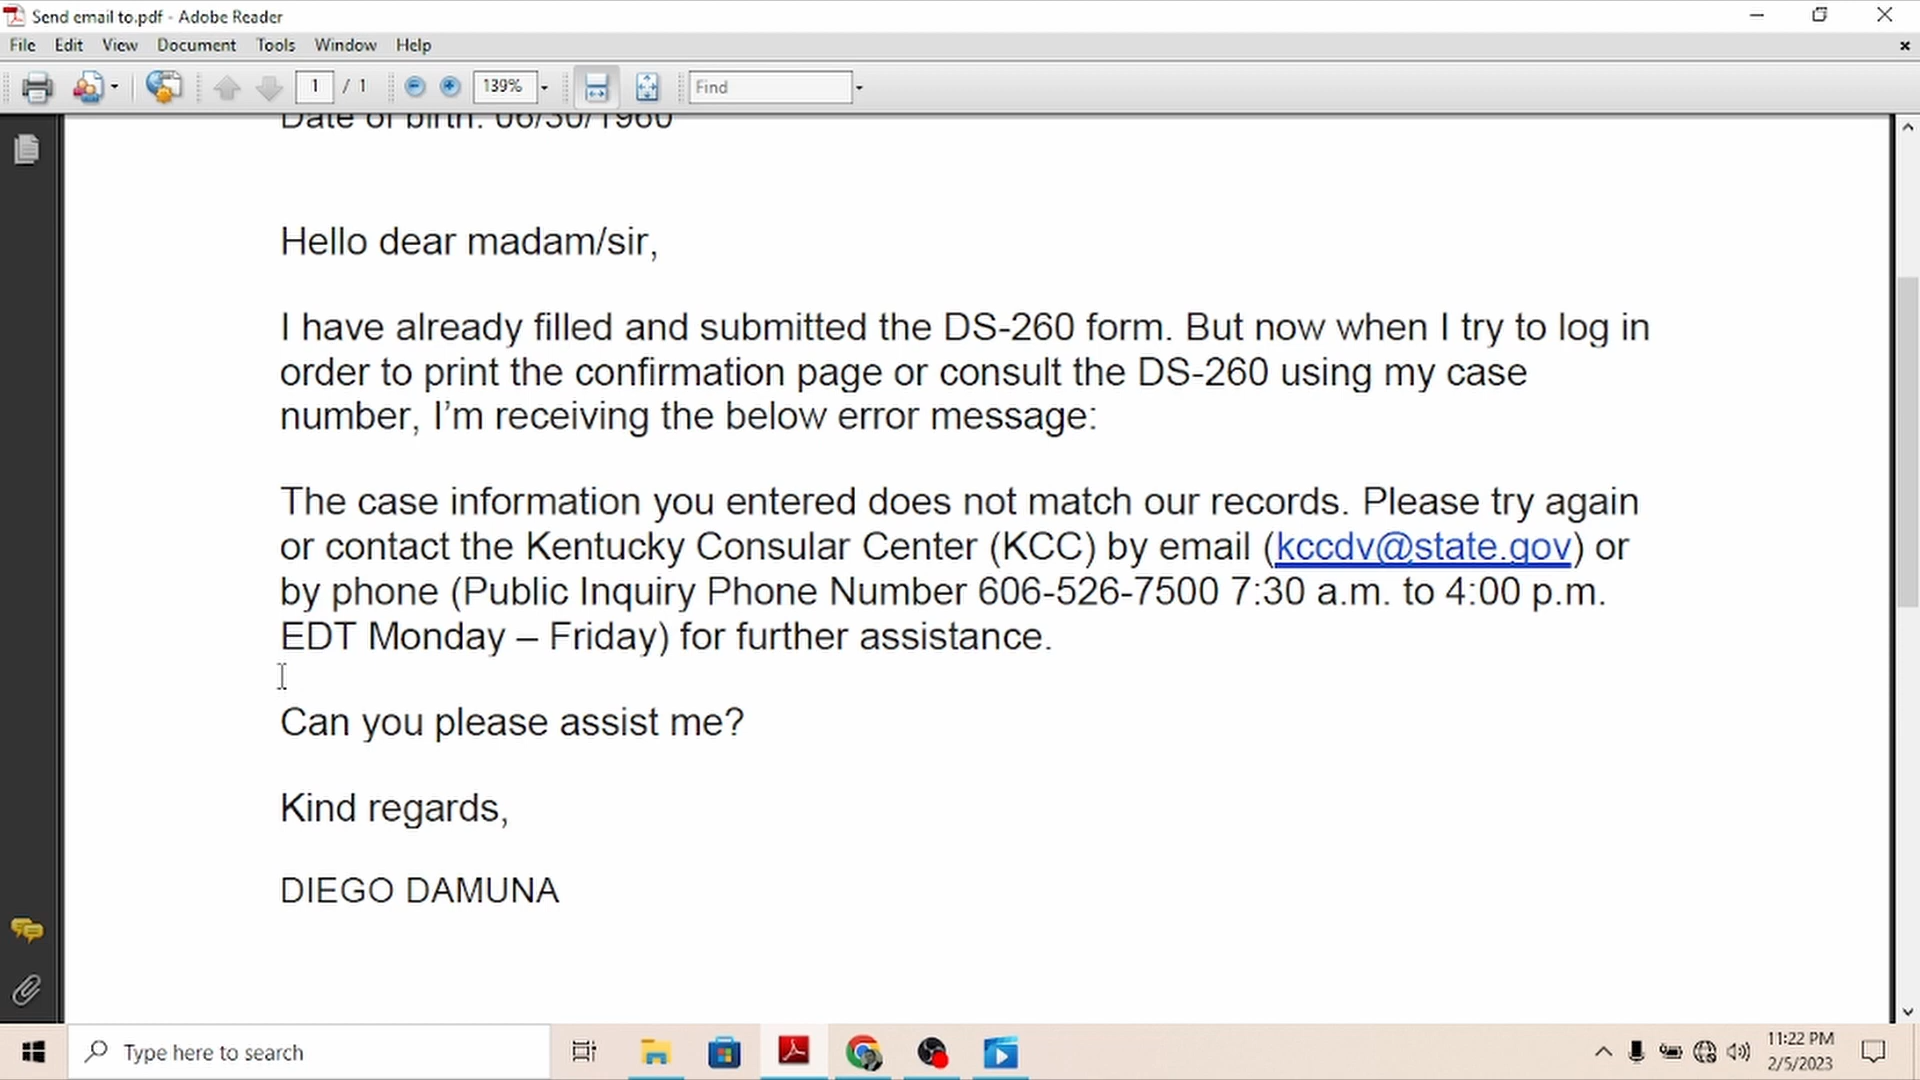 Send email to.pdf - Adobe Reader
File Edit View Document Tools Window Help
1 / 1 139% Find
Date of birth: 06/30/1960
Hello dear madam/sir,
I have already filled and submitted the DS-260 form. But now when I try to log in
order to print the confirmation page or consult the DS-260 using my case
number, I’m receiving the below error message:
The case information you entered does not match our records. Please try again
or contact the Kentucky Consular Center (KCC) by email (kccdv@state.gov) or
by phone (Public Inquiry Phone Number 606-526-7500 7:30 a.m. to 4:00 p.m.
EDT Monday – Friday) for further assistance.
Can you please assist me?
Kind regards,
DIEGO DAMUNA
Type here to search
11:22 PM
2/5/2023